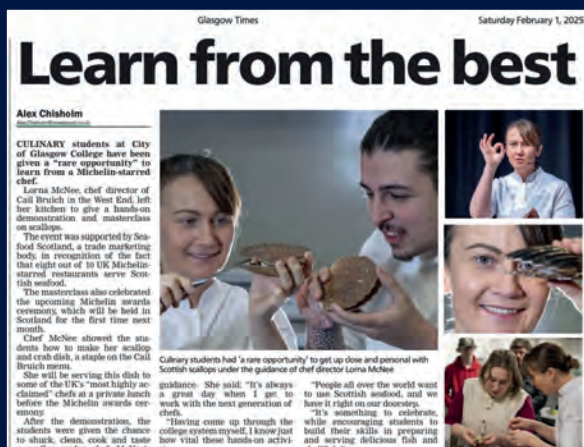 Glasgow Times
Saturday February 1, 2025
Learn from the best
Alex Chisholm
CULINARY students at City
of Glasgow College have been
given a "rare opportunity" to
learn from a Michelin-starred
chef.
Lorna McNee, chef director of
Cail Bruich in the West End, left
her kitchen to give a hands-on
demonstration and masterclass
on scallops.
The event was supported by Sea-
food Scotland, a trade marketing
body, in recognition of the fact
that eight out of 10 UK Michelin-
starred restaurants serve Scot-
tish seafood.
The masterclass also celebrated
the upcoming Michelin awards
ceremony, which will be held in
Scotland for the first time next
month.
Chef McNee showed the stu-
dents how to make her scallop
and crab dish, a staple on the Cail
Bruich menu.
She will be serving this dish to
some of the UK's "most highly ac-
claimed" chefs at a private lunch
before the Michelin awards cer-
emony.
After the demonstration, the
students were given the chance
to shuck, clean, cook and taste
Culinary students had 'a rare opportunity' to get up close and personal with
Scottish scallops under the guidance of chef director Lorna McNee
guidance. She said: "It's always
a great day when I get to
work with the next generation of
chefs.
"Having come up through the
college system myself, I know just
how vital these hands-on activi-
"People all over the world want
to use Scottish seafood, and we
have it right on our doorstep.
"It's something to celebrate,
while encouraging students to
build their skills in preparing
and serving delicious fish and